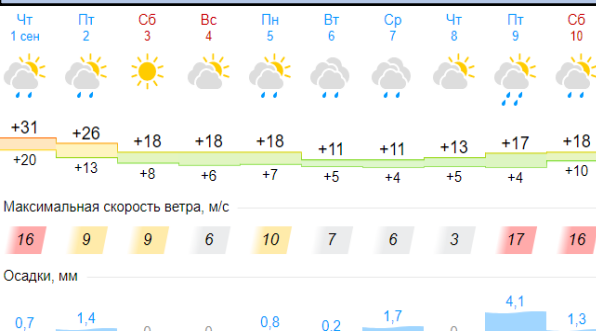 Чт Пт Сб Вс Пн Вт Ср Чт Пт Сб
1 сен 2 3 4 5 6 7 8 9 10
+31 +26 +18 +18 +18 +11 +11 +13 +17 +18
+20 +13 +8 +6 +7 +5 +4 +5 +4 +10
Максимальная скорость ветра, м/с
16 9 9 6 10 7 6 3 17 16
Осадки, мм
0,7 1,4 0 0 0,8 0,2 1,7 0 4,1 1,3